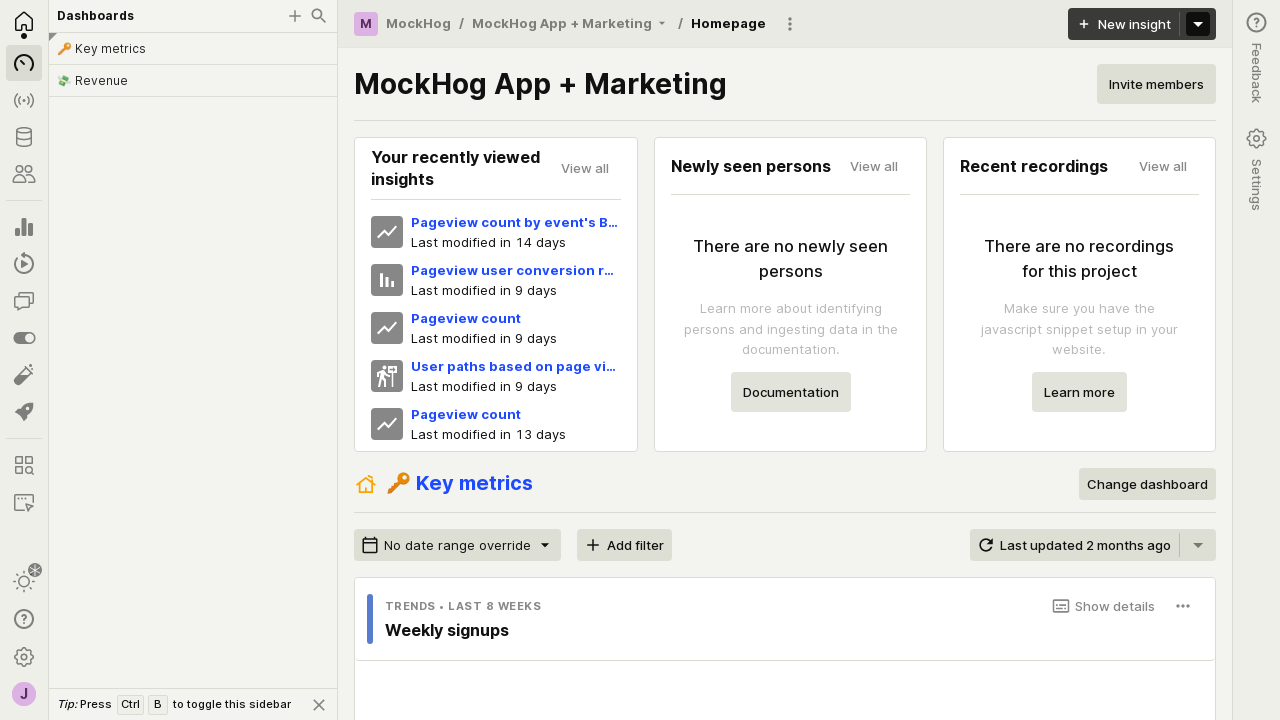 Dashboards
🔑 Key metrics
💸 Revenue
Tip: Press Ctrl B to toggle this sidebar
J
M MockHog / MockHog App + Marketing / Homepage
New insight
MockHog App + Marketing
Invite members
Your recently viewed insights
View all
Pageview count by event's B...
Last modified in 14 days
Pageview user conversion r...
Last modified in 9 days
Pageview count
Last modified in 9 days
User paths based on page vi...
Last modified in 9 days
Pageview count
Last modified in 13 days
Newly seen persons
View all
There are no newly seen
persons
Learn more about identifying
persons and ingesting data in the
documentation.
Documentation
Recent recordings
View all
There are no recordings
for this project
Make sure you have the
javascript snippet setup in your
website.
Learn more
🔑 Key metrics
Change dashboard
No date range override
Add filter
Last updated 2 months ago
TRENDS • LAST 8 WEEKS
Show details
Weekly signups
Feedback
Settings